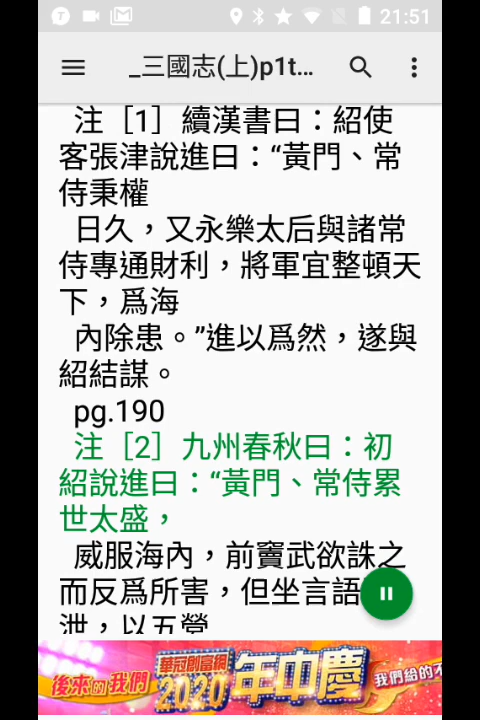 21:51
_三國志(上)p1t...
注［1］續漢書曰：紹使
客張津說進曰：“黃門、常
侍秉權
日久，又永樂太后與諸常
侍專通財利，將軍宜整頓天
下，爲海
內除患。”進以爲然，遂與
紹結謀。
pg.190
注［2］九州春秋曰：初
紹說進曰：“黃門、常侍累
世太盛，
威服海內，前竇武欲誅之
而反爲所害，但坐言語
泄，以五營
後來的我們
華冠創富網
2020
年中慶
我們給的不